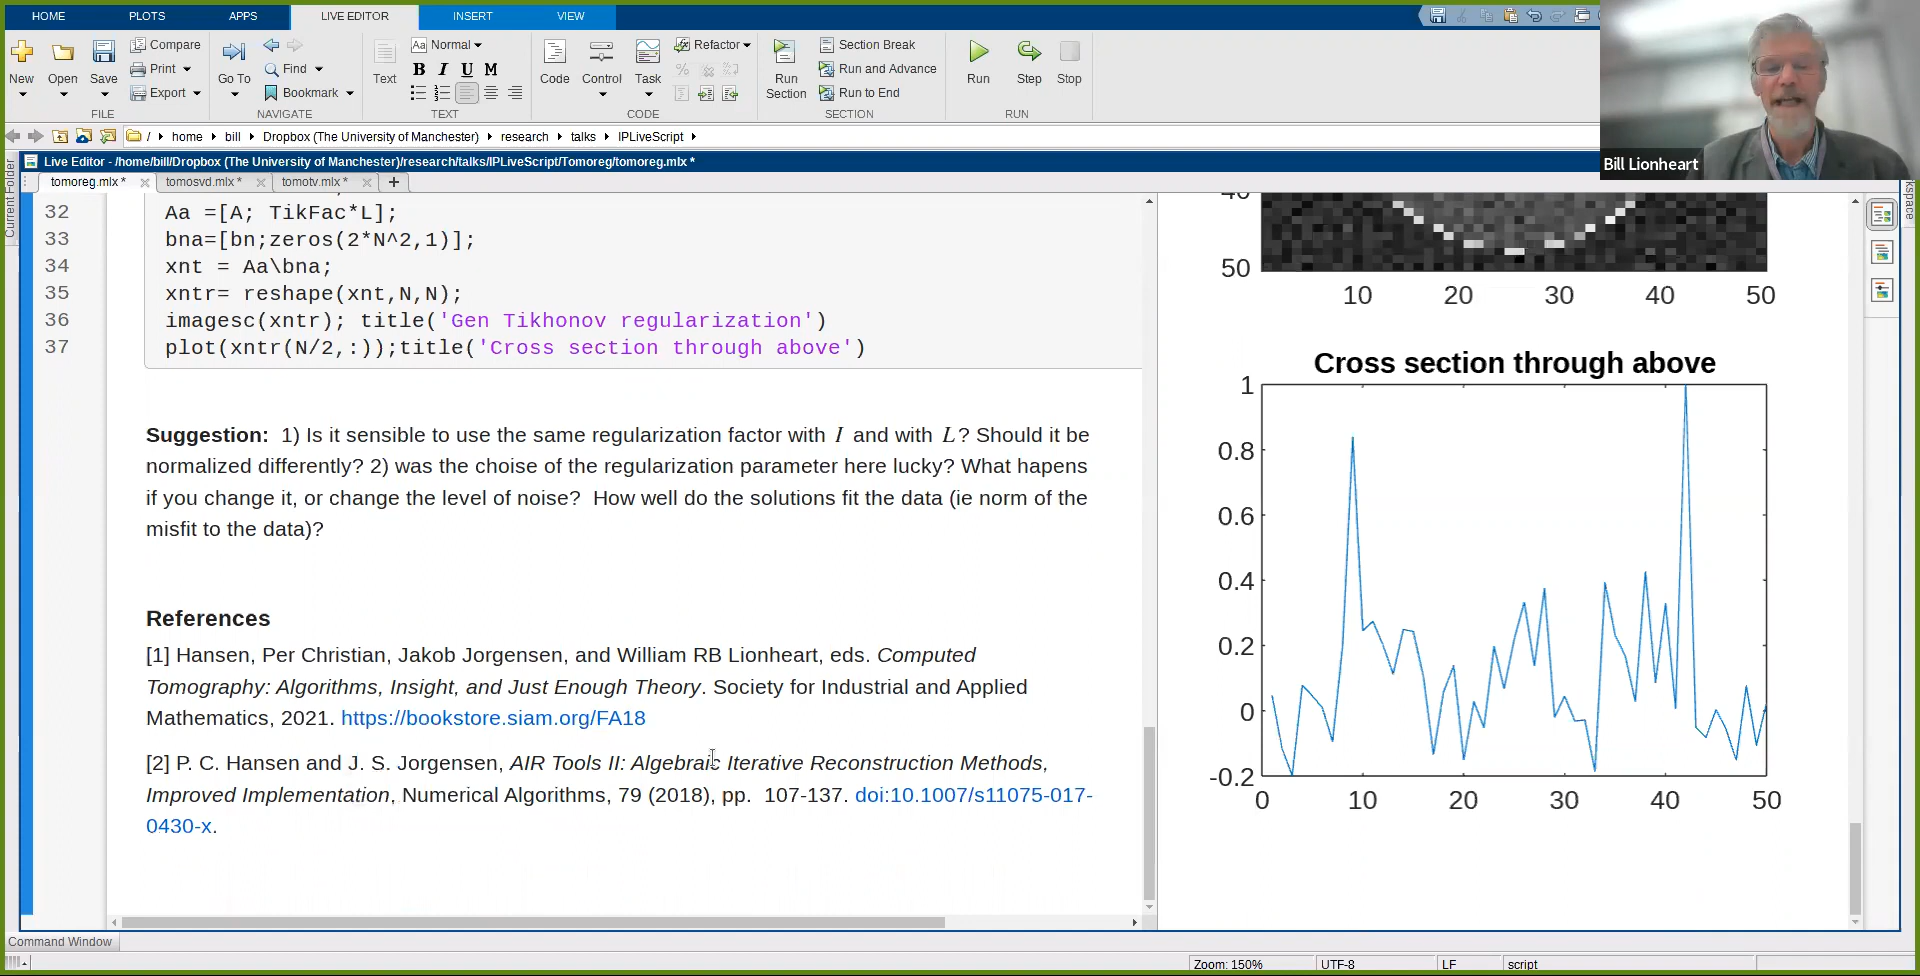 HOME PLOTS APPS LIVE EDITOR INSERT VIEW
New Open Save Compare Print Export
FILE
Go To Find Bookmark
NAVIGATE
Text Aa Normal B I U M
TEXT
Code Control Task Refactor
CODE
Run Section Section Break Run and Advance Run to End
SECTION
Run Step Stop
RUN
/ home bill Dropbox (The University of Manchester) research talks IPLiveScript
Bill Lionheart
Current Folder
Live Editor - /home/bill/Dropbox (The University of Manchester)/research/talks/IPLiveScript/Tomoreg/tomoreg.mlx *
tomoreg.mlx * tomosvd.mlx * tomotv.mlx * +
32 Aa =[A; TikFac*L];
33 bna=[bn;zeros(2*N^2,1)];
34 xnt = Aa\bna;
35 xntr= reshape(xnt,N,N);
36 imagesc(xntr); title('Gen Tikhonov regularization')
37 plot(xntr(N/2,:));title('Cross section through above')
Suggestion: 1) Is it sensible to use the same regularization factor with I and with L? Should it be
normalized differently? 2) was the choise of the regularization parameter here lucky? What hapens
if you change it, or change the level of noise? How well do the solutions fit the data (ie norm of the
misfit to the data)?
References
[1] Hansen, Per Christian, Jakob Jorgensen, and William RB Lionheart, eds. Computed
Tomography: Algorithms, Insight, and Just Enough Theory. Society for Industrial and Applied
Mathematics, 2021. https://bookstore.siam.org/FA18
[2] P. C. Hansen and J. S. Jorgensen, AIR Tools II: Algebraic Iterative Reconstruction Methods,
Improved Implementation, Numerical Algorithms, 79 (2018), pp. 107-137. doi:10.1007/s11075-017-
0430-x.
50
10 20 30 40 50
Cross section through above
1
0.8
0.6
0.4
0.2
0
-0.2
0 10 20 30 40 50
Command Window
Zoom: 150% UTF-8 LF script